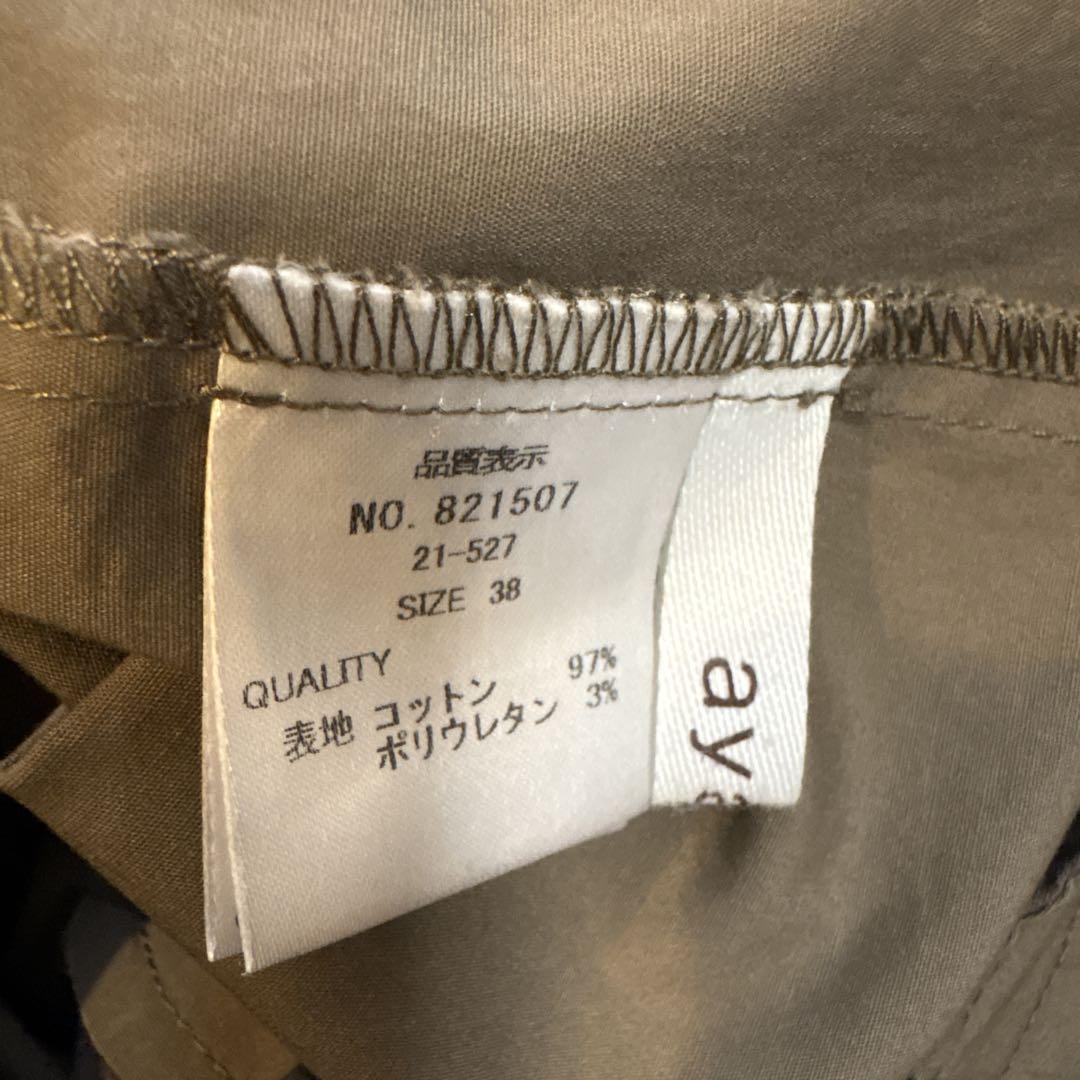 品質表示
NO. 821507
21-527
SIZE 38
QUALITY
表地 コットン 97%
ポリウレタン 3%
aya